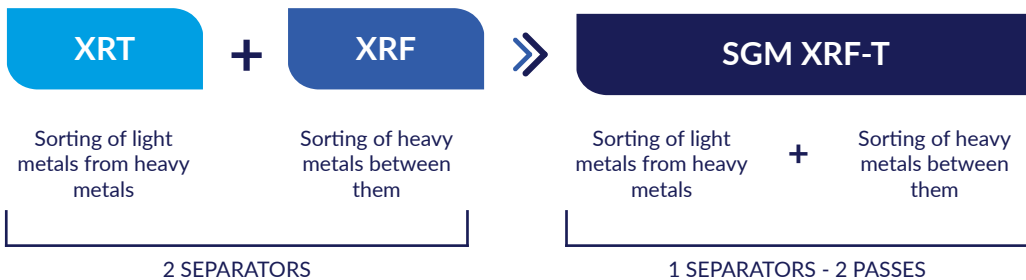 XRT
+
XRF
SGM XRF-T
Sorting of light
metals from heavy
metals
Sorting of heavy
metals between
them
Sorting of light
metals from heavy
metals
+
Sorting of heavy
metals between
them
2 SEPARATORS
1 SEPARATORS - 2 PASSES